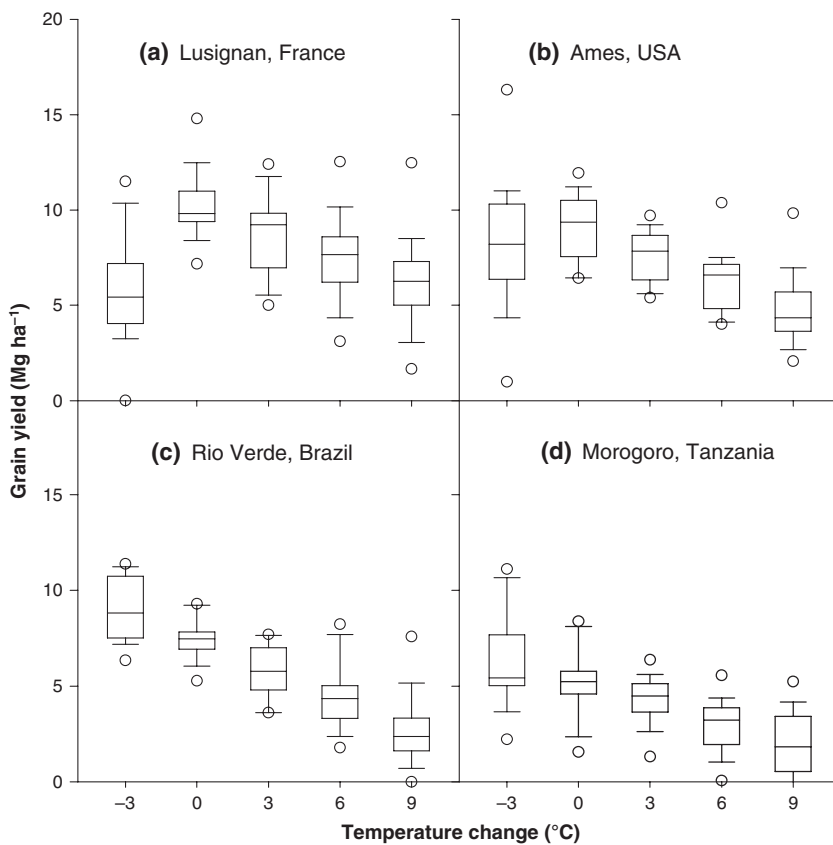 20
(a) Lusignan, France
(b) Ames, USA
15
10
5
0
Grain yield (Mg ha⁻¹)
(c) Rio Verde, Brazil
(d) Morogoro, Tanzania
15
10
5
0
–3 0 3 6 9 –3 0 3 6 9
Temperature change (°C)